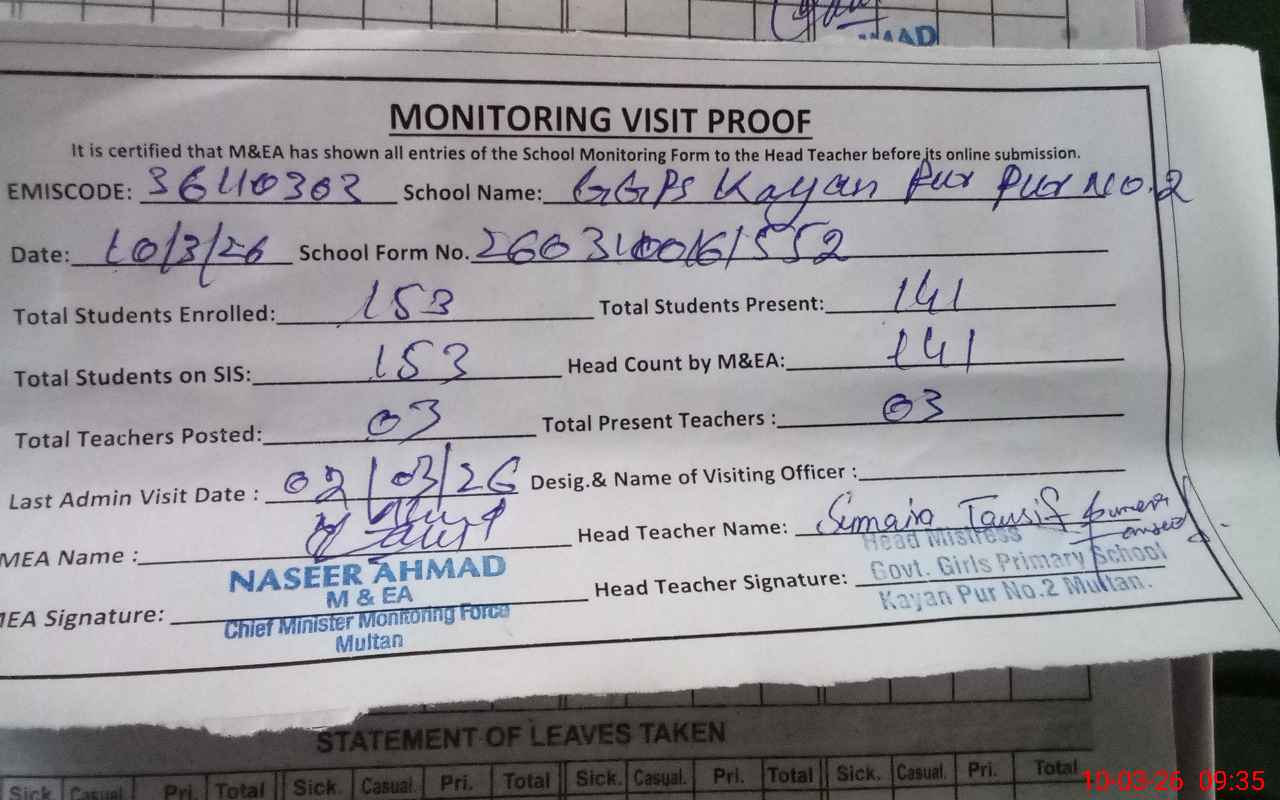 MAAD
MONITORING VISIT PROOF
It is certified that M&EA has shown all entries of the School Monitoring Form to the Head Teacher before its online submission.
EMISCODE: 36110303 School Name: GGPS Kayan Pur Pur No.2
Date: 10/3/26 School Form No. 260310061552
Total Students Enrolled: 153 Total Students Present: 141
Total Students on SIS: 153 Head Count by M&EA: 141
Total Teachers Posted: 03 Total Present Teachers : 03
Last Admin Visit Date : 02/03/26 Desig.& Name of Visiting Officer :
MEA Name : Head Teacher Name: Sumaira Tausif
Head Mistress
NASEER AHMAD Head Teacher Signature: Govt. Girls Primary School
M & EA Kayan Pur No.2 Multan.
EA Signature: Chief Minister Monitoring Force
Multan
STATEMENT OF LEAVES TAKEN
Sick Casual. Pri. Total Sick. Casual. Pri. Total Sick. Casual. Pri. Total Sick. Casual. Pri. Total
10-03-26 09:35